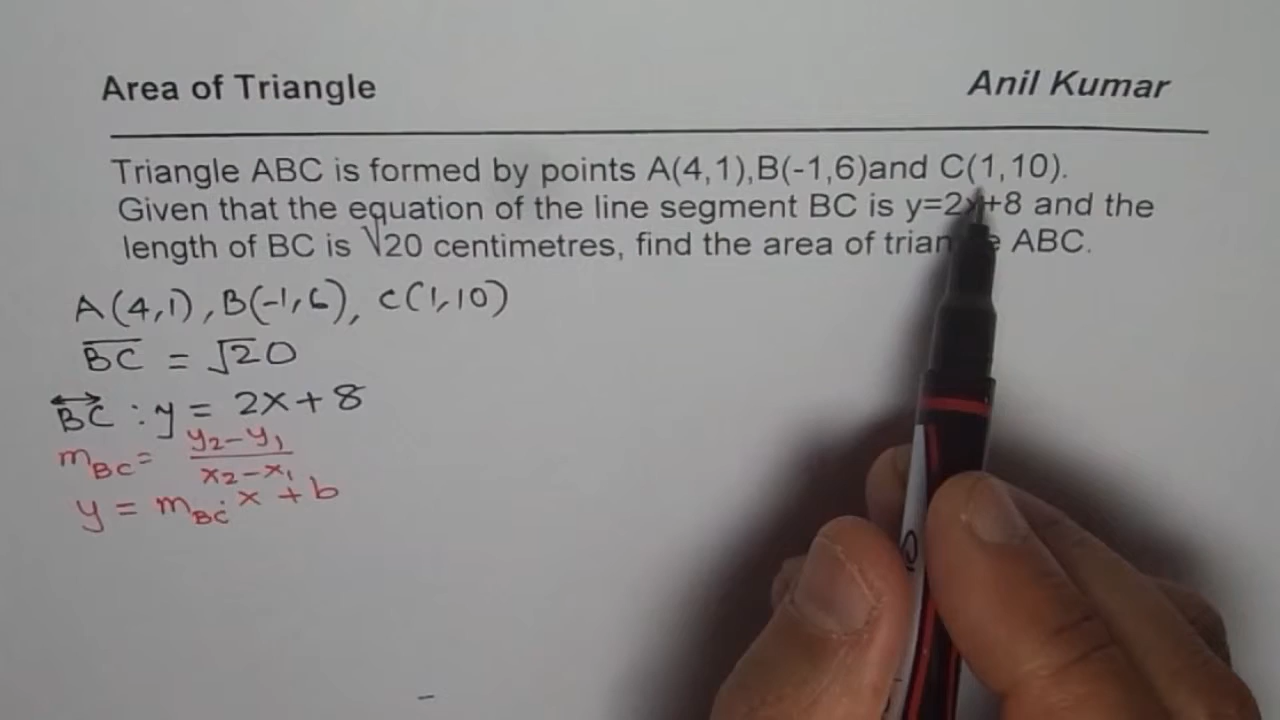 Area of Triangle Anil Kumar
Triangle ABC is formed by points A(4,1),B(-1,6)and C(1,10).
Given that the equation of the line segment BC is y=2x+8 and the
length of BC is √20 centimetres, find the area of triangle ABC.
A(4,1), B(-1,6), C(1,10)
BC = √20
BC : y = 2x + 8
m_BC = (y₂-y₁)/(x₂-x₁)
y = m_BC · x + b